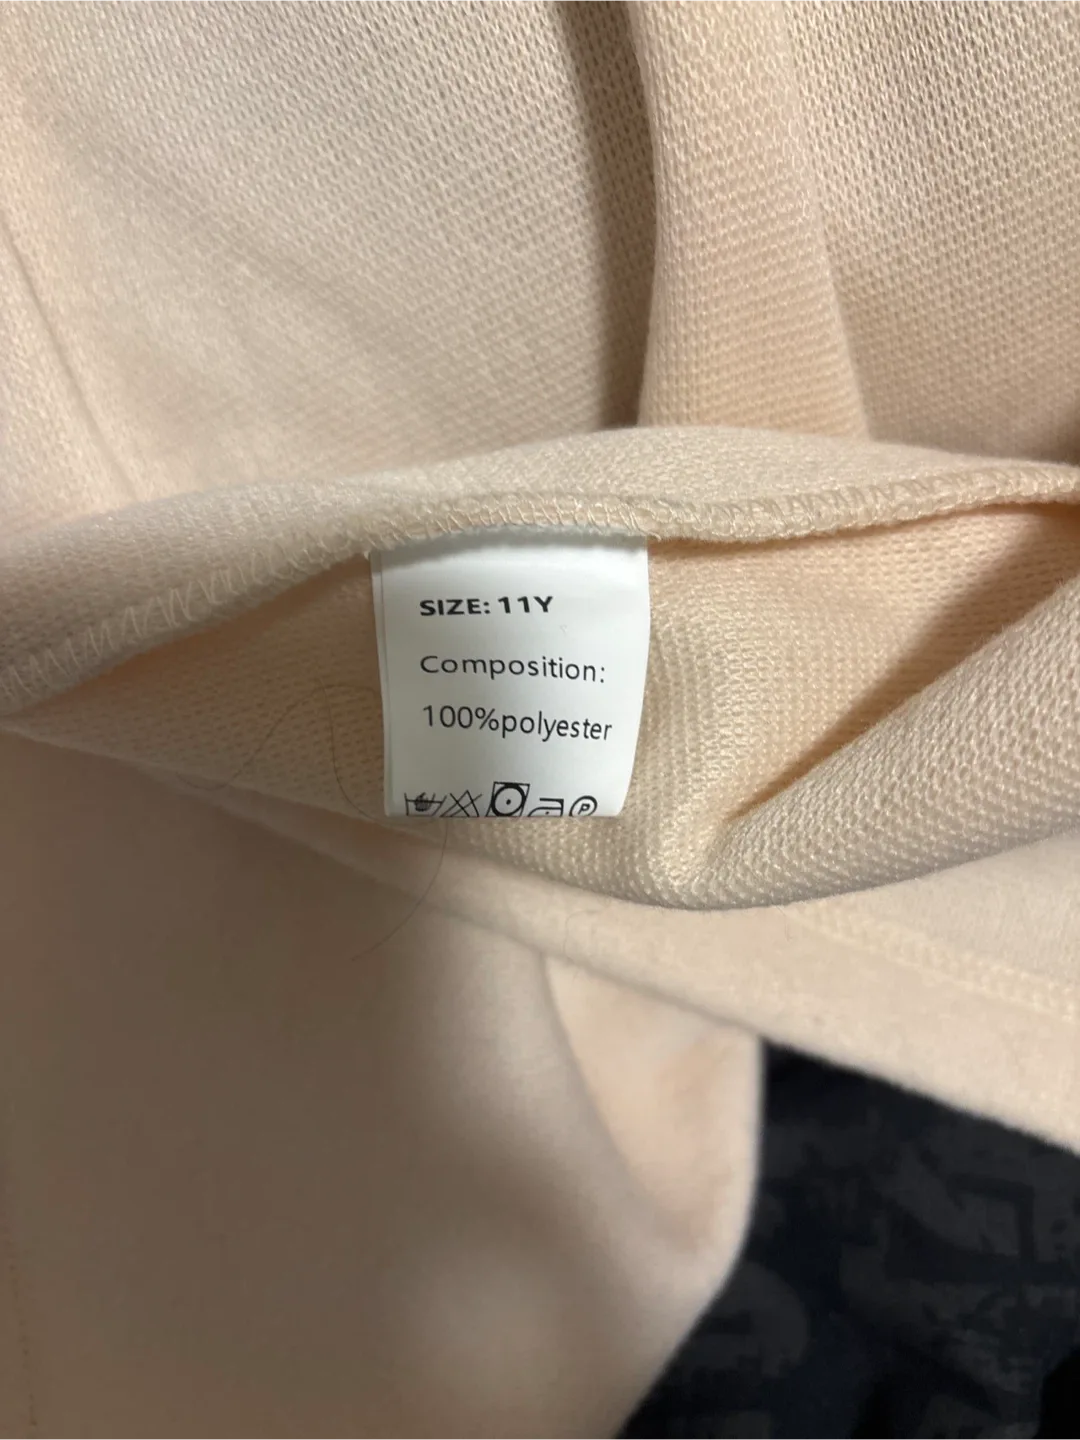 SIZE: 11Y
Composition:
100%polyester
P